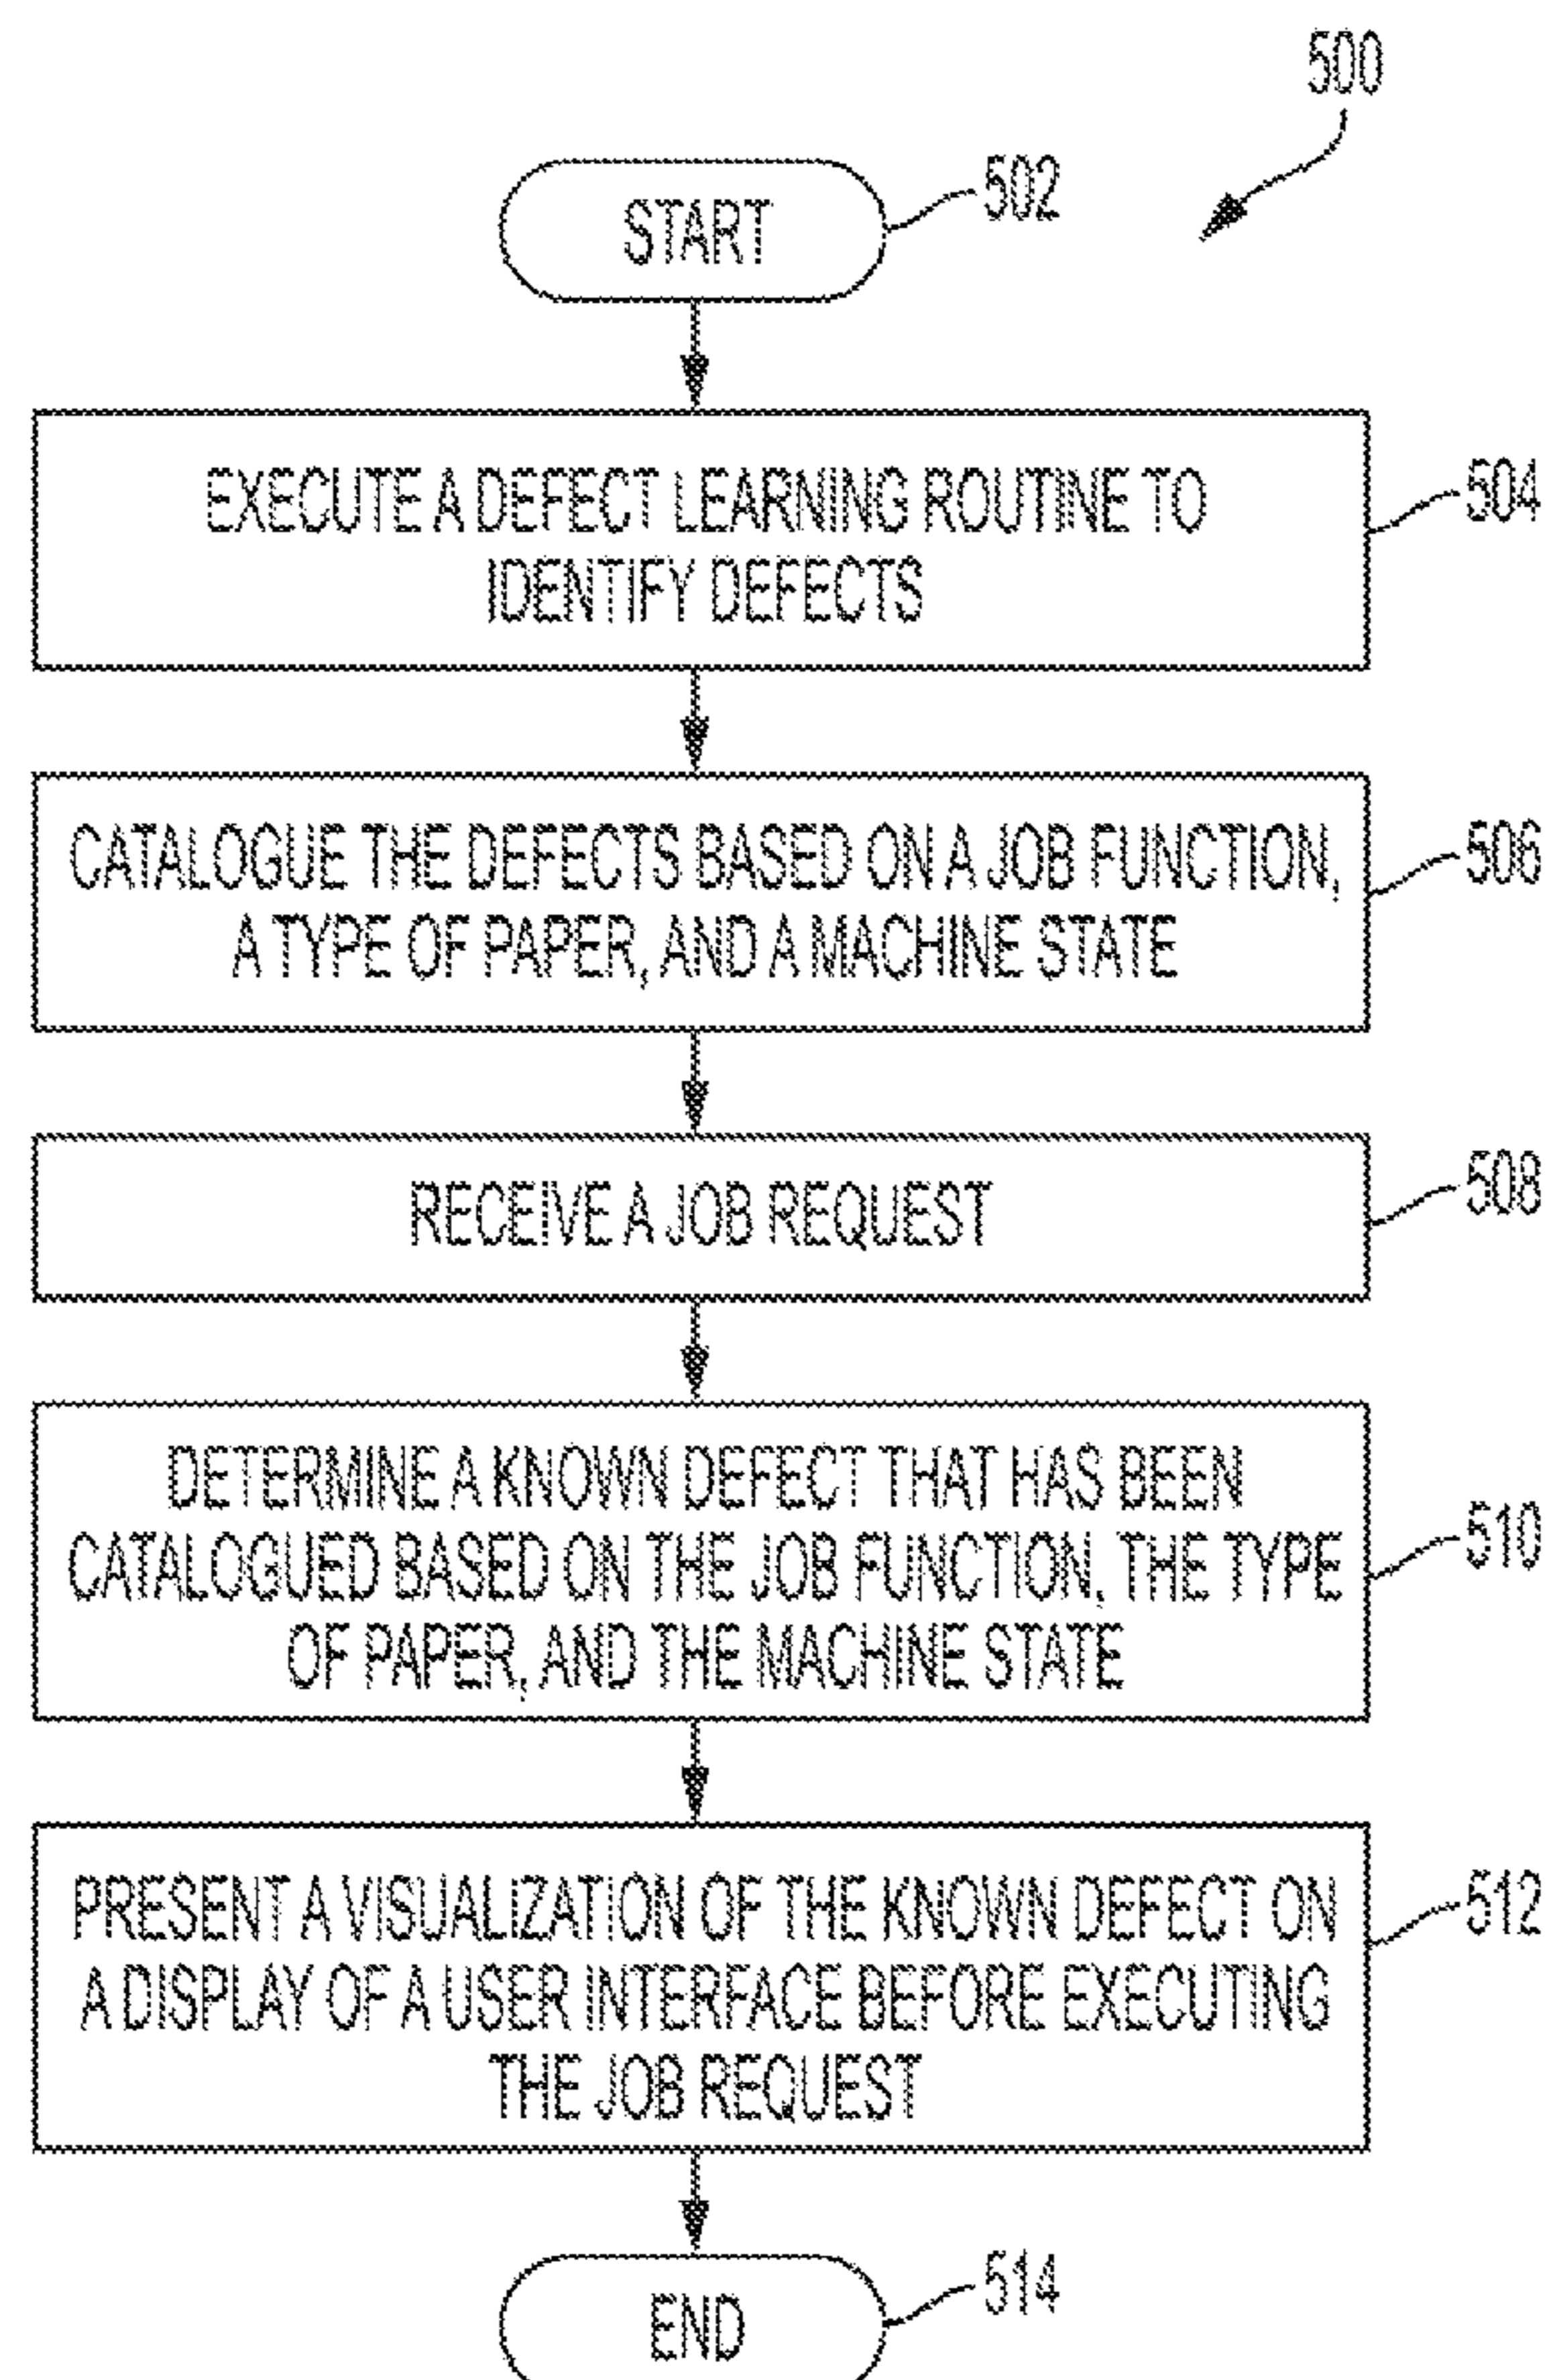 500
START
502
EXECUTE A DEFECT LEARNING ROUTINE TO
IDENTIFY DEFECTS
504
CATALOGUE THE DEFECTS BASED ON A JOB FUNCTION,
A TYPE OF PAPER, AND A MACHINE STATE
506
RECEIVE A JOB REQUEST
508
DETERMINE A KNOWN DEFECT THAT HAS BEEN
CATALOGUED BASED ON THE JOB FUNCTION, THE TYPE
OF PAPER, AND THE MACHINE STATE
510
PRESENT A VISUALIZATION OF THE KNOWN DEFECT ON
A DISPLAY OF A USER INTERFACE BEFORE EXECUTING
THE JOB REQUEST
512
END
514